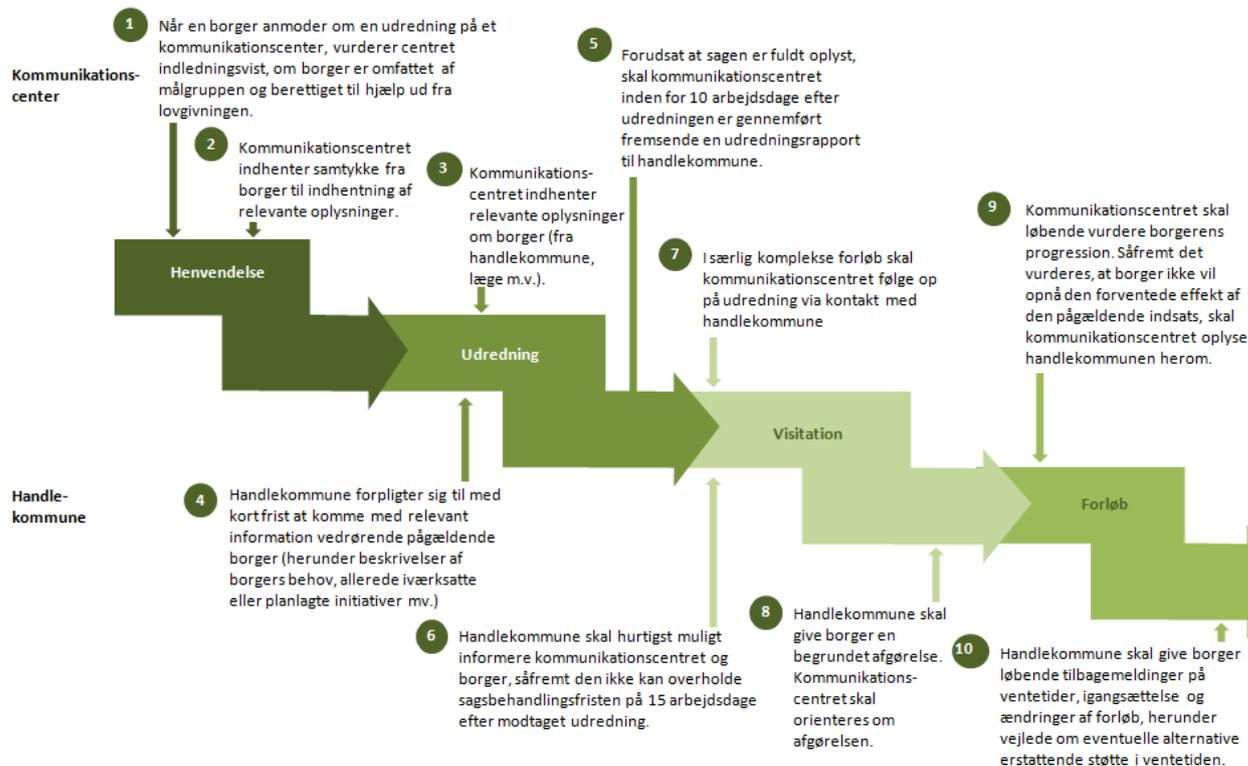 1
Når en borger anmoder om en udredning på et
kommunikationscenter, vurderer centret
indledningsvist, om borger er omfattet af
målgruppen og berettiget til hjælp ud fra
lovgivningen.
Kommunikations-
center
2
Kommunikationscentret
indhenter samtykke fra
borger til indhentning af
relevante oplysninger.
3
Kommunikations-
centret indhenter
relevante oplysninger
om borger (fra
handlekommune,
læge m.v.).
5
Forudsat at sagen er fuldt oplyst,
skal kommunikationscentret
inden for 10 arbejdsdage efter
udredningen er gennemført
fremsende en udredningsrapport
til handlekommune.
7
I særlig komplekse forløb skal
kommunikationscentret følge op
på udredning via kontakt med
handlekommune
9
Kommunikationscentret skal
løbende vurdere borgerens
progression. Såfremt det
vurderes, at borger ikke vil
opnå den forventede effekt af
den pågældende indsats, skal
kommunikationscentret oplyse
handlekommunen herom.
Henvendelse
Udredning
Visitation
Forløb
Handle-
kommune
4
Handlekommune forpligter sig til med
kort frist at komme med relevant
information vedrørende pågældende
borger (herunder beskrivelser af
borgers behov, allerede iværksatte
eller planlagte initiativer mv.)
6
Handlekommune skal hurtigst muligt
informere kommunikationscentret og
borger, såfremt den ikke kan overholde
sagsbehandlingsfristen på 15 arbejdsdage
efter modtaget udredning.
8
Handlekommune skal
give borger en
begrundet afgørelse.
Kommunikations-
centret skal
orienteres om
afgørelsen.
10
Handlekommune skal give borger
løbende tilbagemeldinger på
ventetider, igangsættelse og
ændringer af forløb, herunder
vejlede om eventuelle alternative
erstattende støtte i ventetiden.